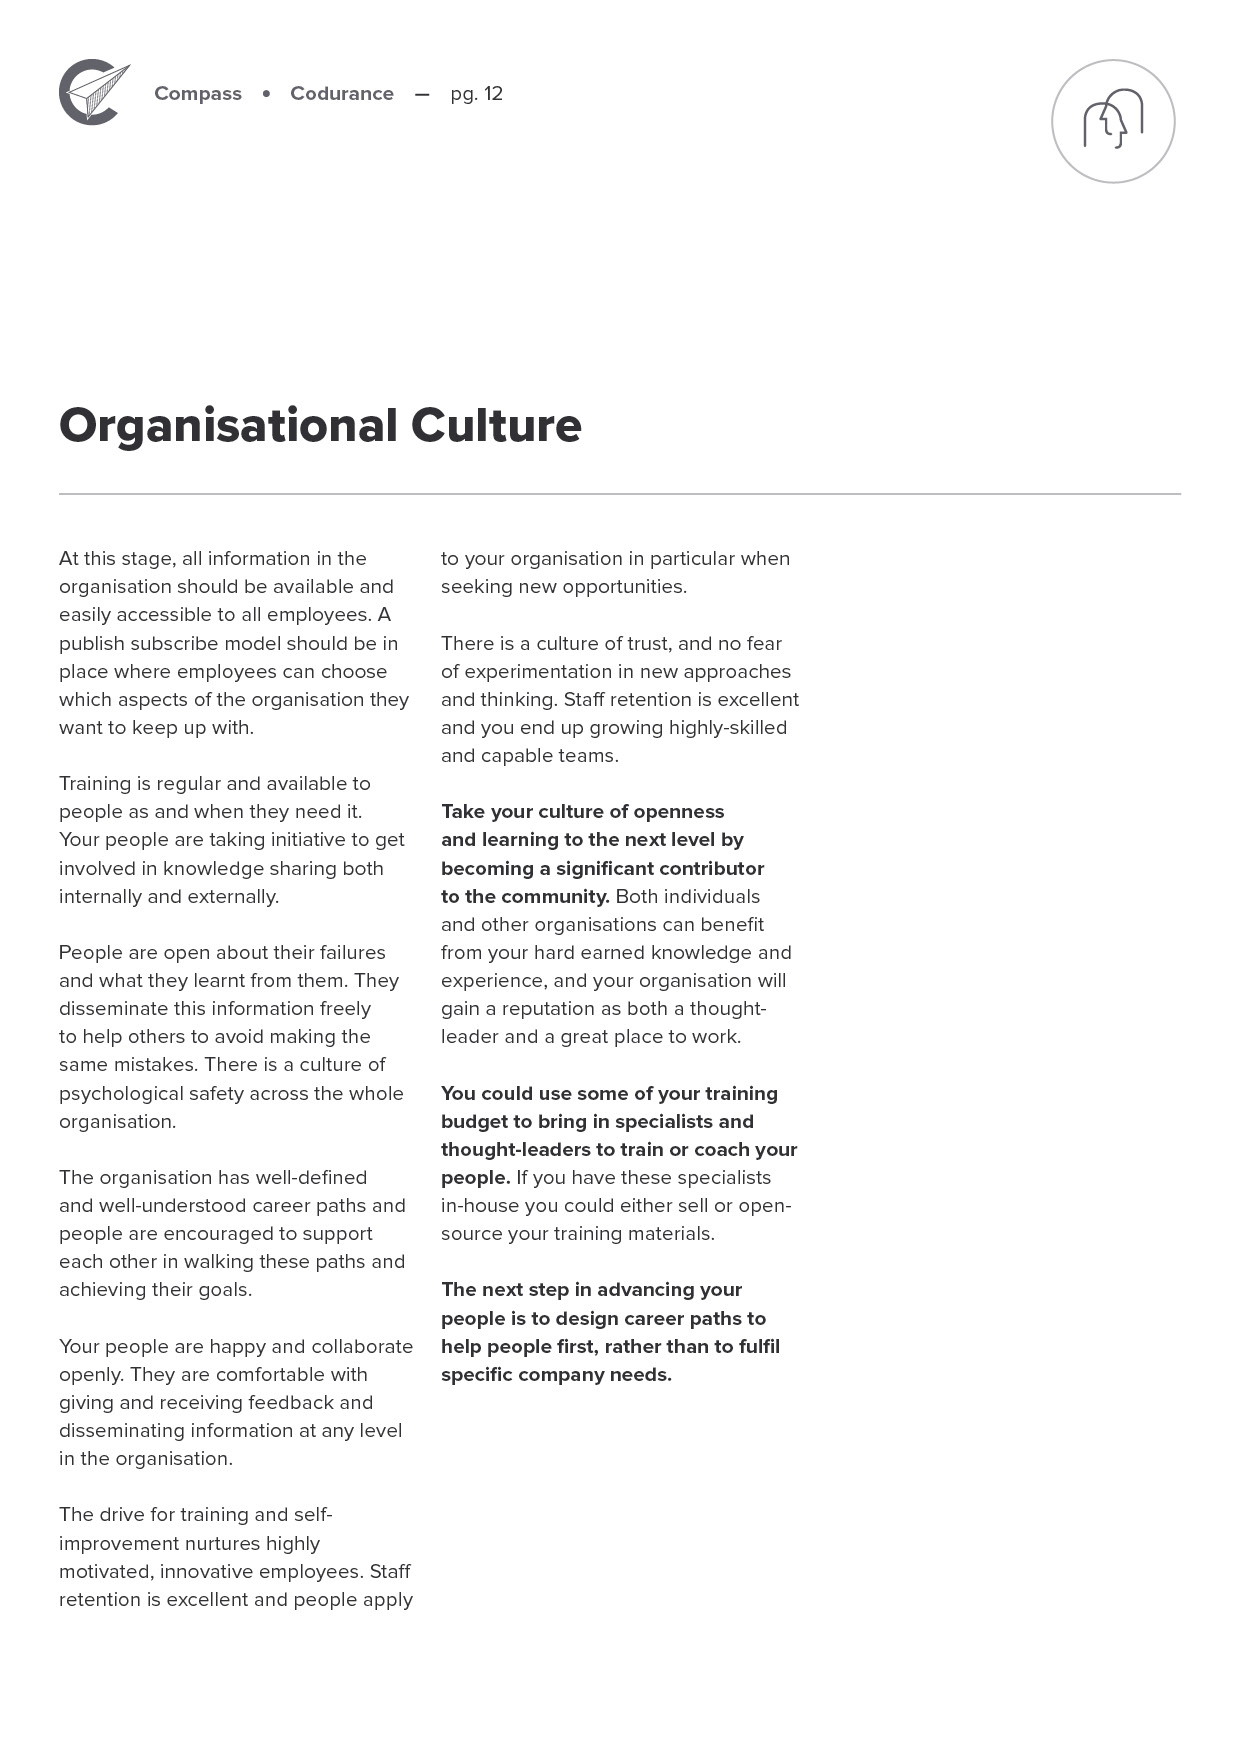 Compass • Codurance — pg. 12
Organisational Culture
At this stage, all information in the
organisation should be available and
easily accessible to all employees. A
publish subscribe model should be in
place where employees can choose
which aspects of the organisation they
want to keep up with.
Training is regular and available to
people as and when they need it.
Your people are taking initiative to get
involved in knowledge sharing both
internally and externally.
People are open about their failures
and what they learnt from them. They
disseminate this information freely
to help others to avoid making the
same mistakes. There is a culture of
psychological safety across the whole
organisation.
The organisation has well-defined
and well-understood career paths and
people are encouraged to support
each other in walking these paths and
achieving their goals.
Your people are happy and collaborate
openly. They are comfortable with
giving and receiving feedback and
disseminating information at any level
in the organisation.
The drive for training and self-
improvement nurtures highly
motivated, innovative employees. Staff
retention is excellent and people apply
to your organisation in particular when
seeking new opportunities.
There is a culture of trust, and no fear
of experimentation in new approaches
and thinking. Staff retention is excellent
and you end up growing highly-skilled
and capable teams.
Take your culture of openness
and learning to the next level by
becoming a significant contributor
to the community. Both individuals
and other organisations can benefit
from your hard earned knowledge and
experience, and your organisation will
gain a reputation as both a thought-
leader and a great place to work.
You could use some of your training
budget to bring in specialists and
thought-leaders to train or coach your
people. If you have these specialists
in-house you could either sell or open-
source your training materials.
The next step in advancing your
people is to design career paths to
help people first, rather than to fulfil
specific company needs.